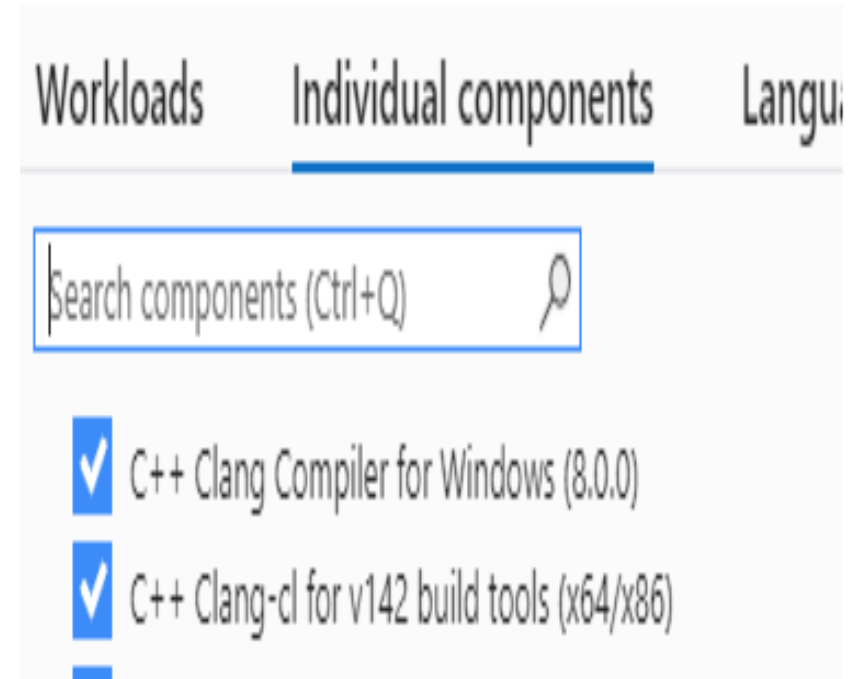 Workloads Individual components
Search components (Ctrl+Q)
C++ Clang Compiler for Windows (8.0.0)
C++ Clang-cl for v142 build tools (x64/x86)